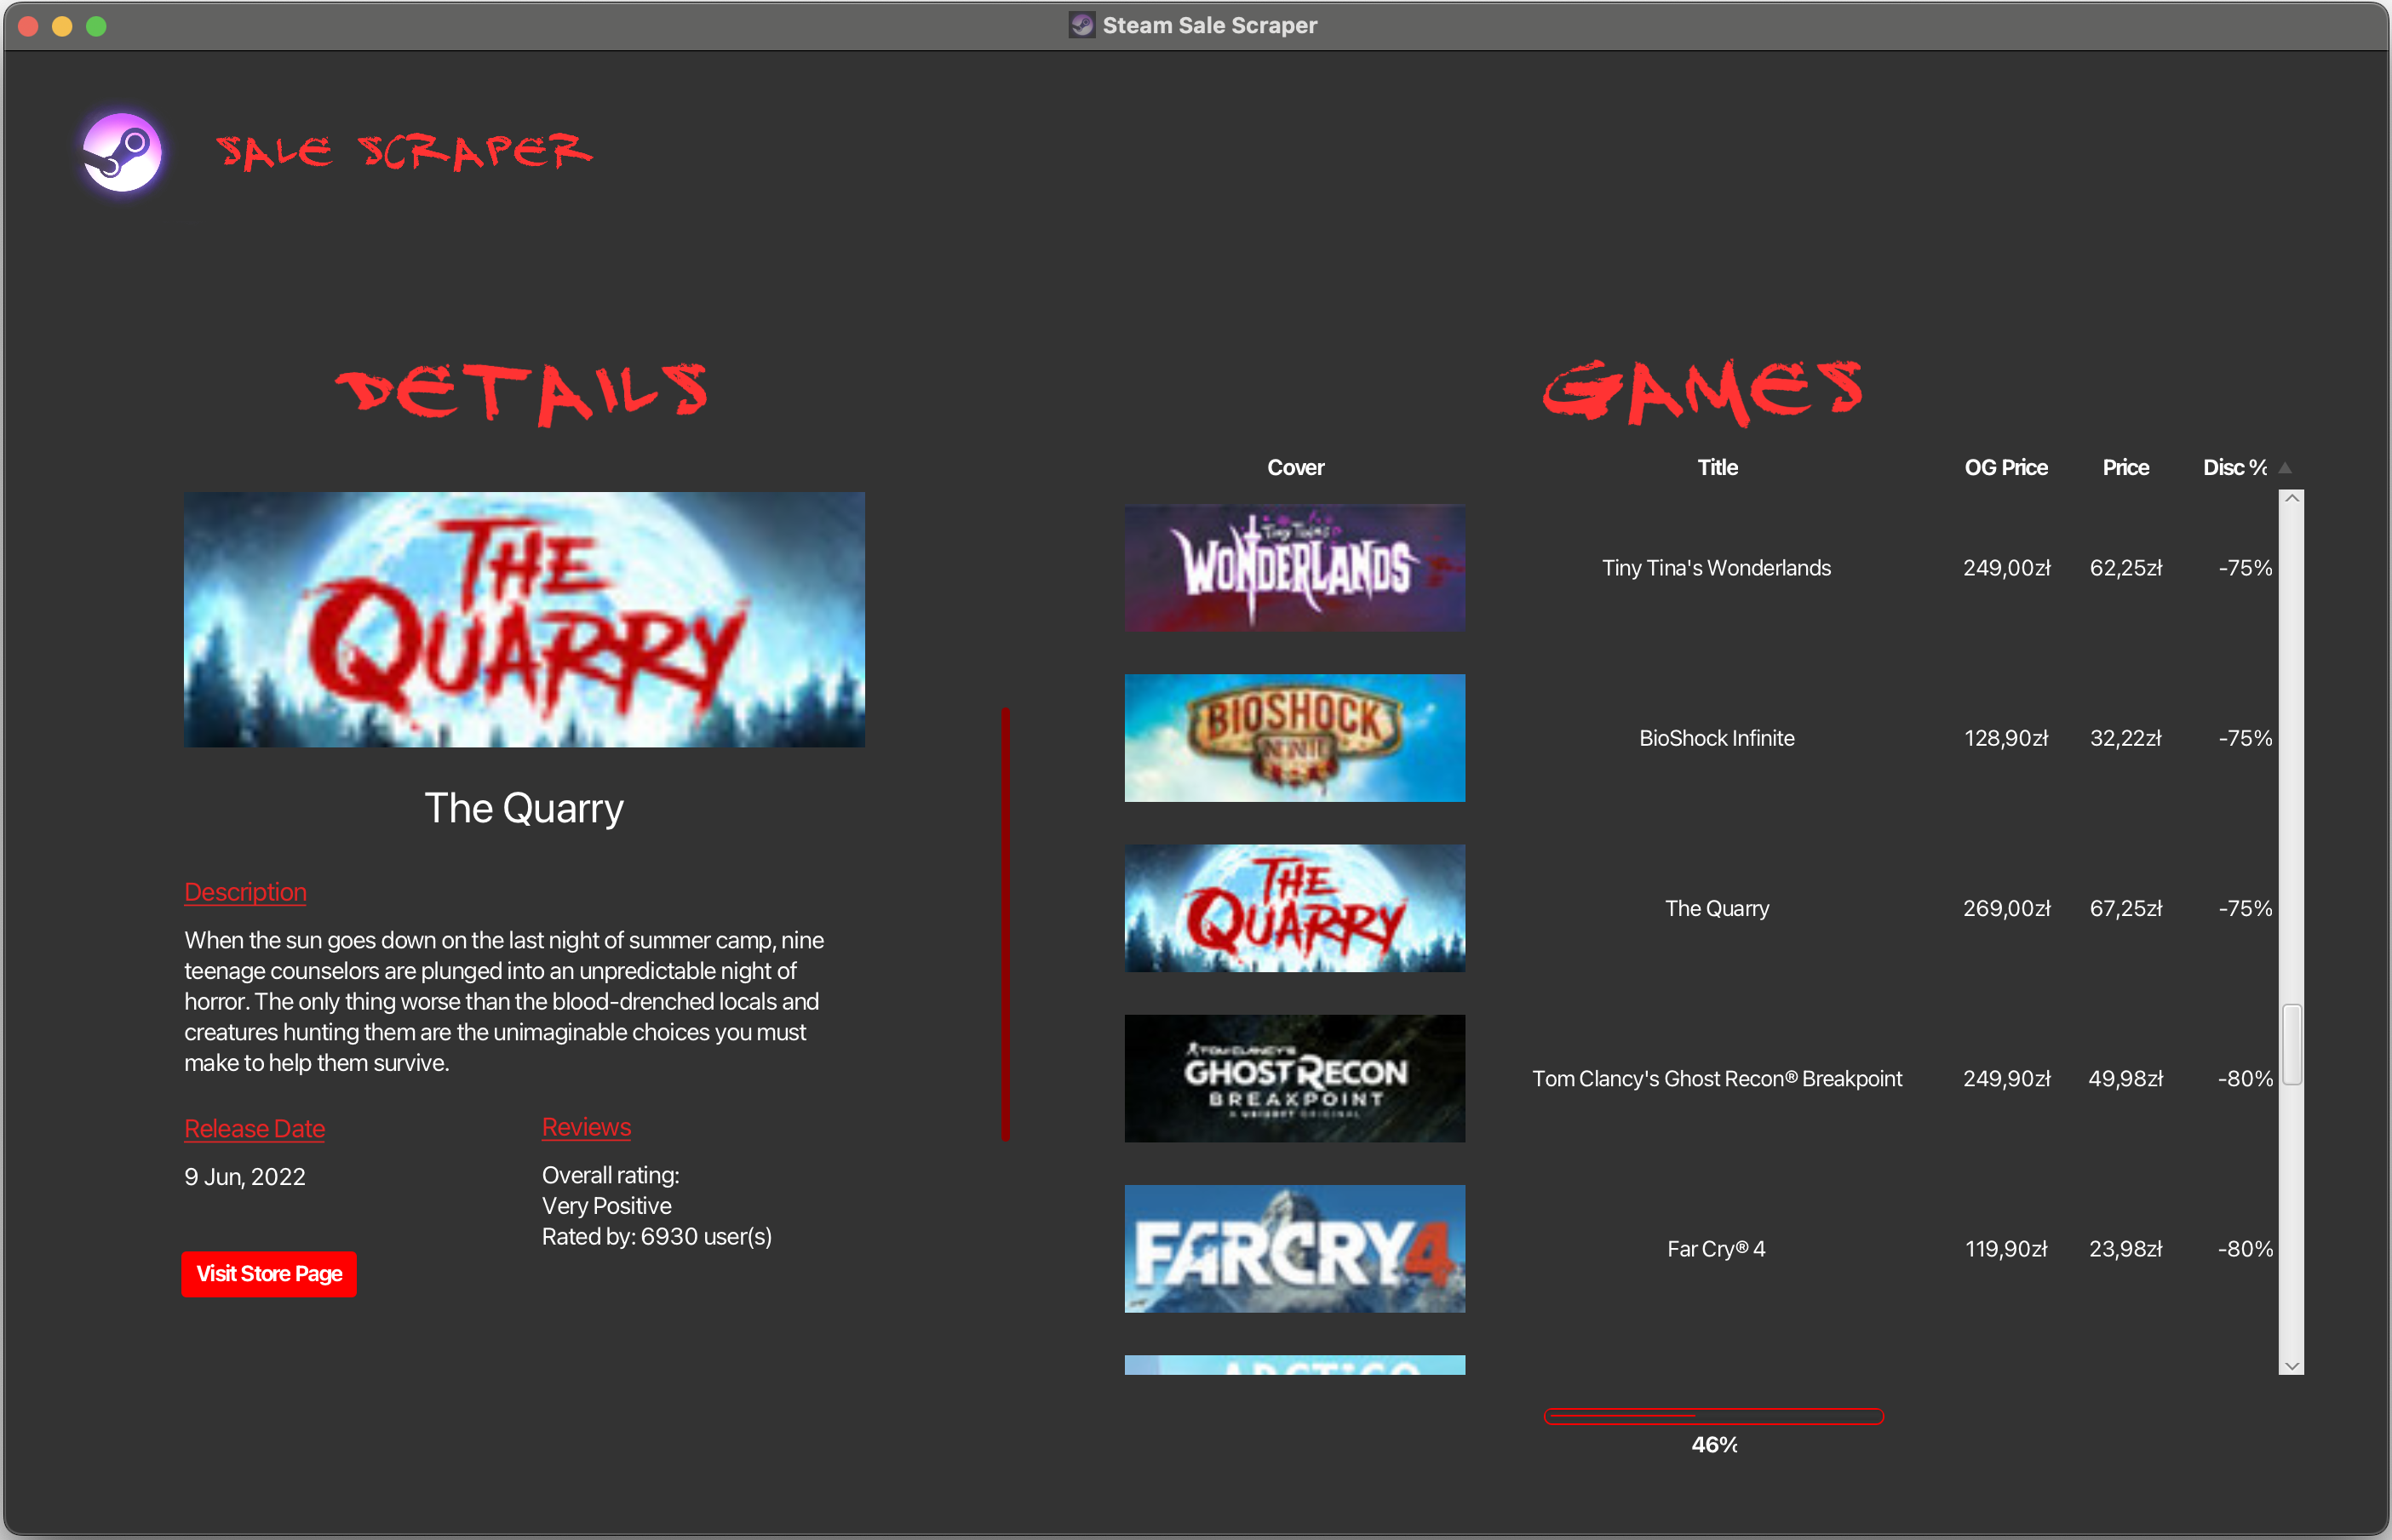 Steam Sale Scraper
SALE SCRAPER
DETAILS
THE
QUARRY
The Quarry
Description
When the sun goes down on the last night of summer camp, nine
teenage counselors are plunged into an unpredictable night of
horror. The only thing worse than the blood-drenched locals and
creatures hunting them are the unimaginable choices you must
make to help them survive.
Release Date
9 Jun, 2022
Reviews
Overall rating:
Very Positive
Rated by: 6930 user(s)
Visit Store Page
GAMES
Cover Title OG Price Price Disc %
Tiny Tina's
WONDERLANDS
Tiny Tina's Wonderlands 249,00zł 62,25zł -75%
BIOSHOCK
INFINITE
BioShock Infinite 128,90zł 32,22zł -75%
THE
QUARRY
The Quarry 269,00zł 67,25zł -75%
TOM CLANCY'S
GHOST RECON
BREAKPOINT
A UBISOFT ORIGINAL
Tom Clancy's Ghost Recon® Breakpoint 249,90zł 49,98zł -80%
FARCRY4
Far Cry® 4 119,90zł 23,98zł -80%
46%